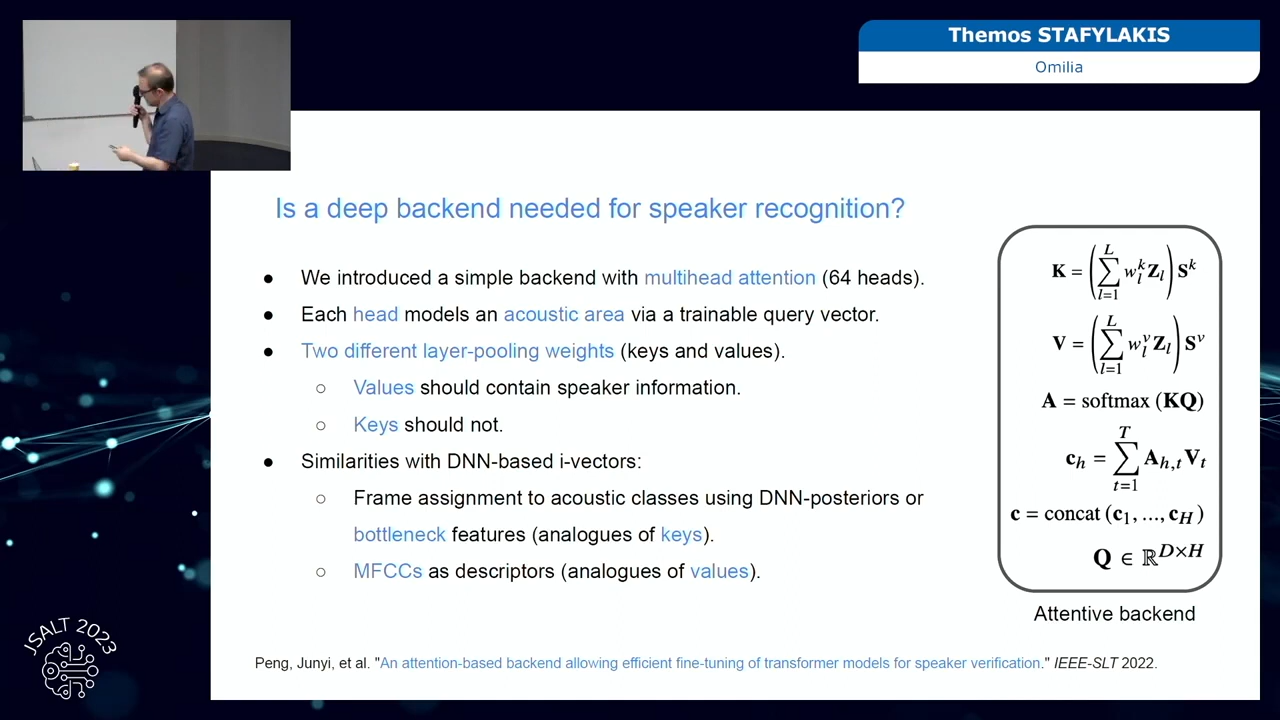 Themos STAFYLAKIS
Omilia
Is a deep backend needed for speaker recognition?
● We introduced a simple backend with multihead attention (64 heads).
● Each head models an acoustic area via a trainable query vector.
● Two different layer-pooling weights (keys and values).
○ Values should contain speaker information.
○ Keys should not.
● Similarities with DNN-based i-vectors:
○ Frame assignment to acoustic classes using DNN-posteriors or
bottleneck features (analogues of keys).
○ MFCCs as descriptors (analogues of values).
K = (∑_{l=1}^{L} w_l^k Z_l) S^k
V = (∑_{l=1}^{L} w_l^v Z_l) S^v
A = softmax (KQ)
c_h = ∑_{t=1}^{T} A_{h,t} V_t
c = concat (c_1, ..., c_H)
Q ∈ ℝ^{D×H}
Attentive backend
Peng, Junyi, et al. "An attention-based backend allowing efficient fine-tuning of transformer models for speaker verification." IEEE-SLT 2022.
JSALT 2023